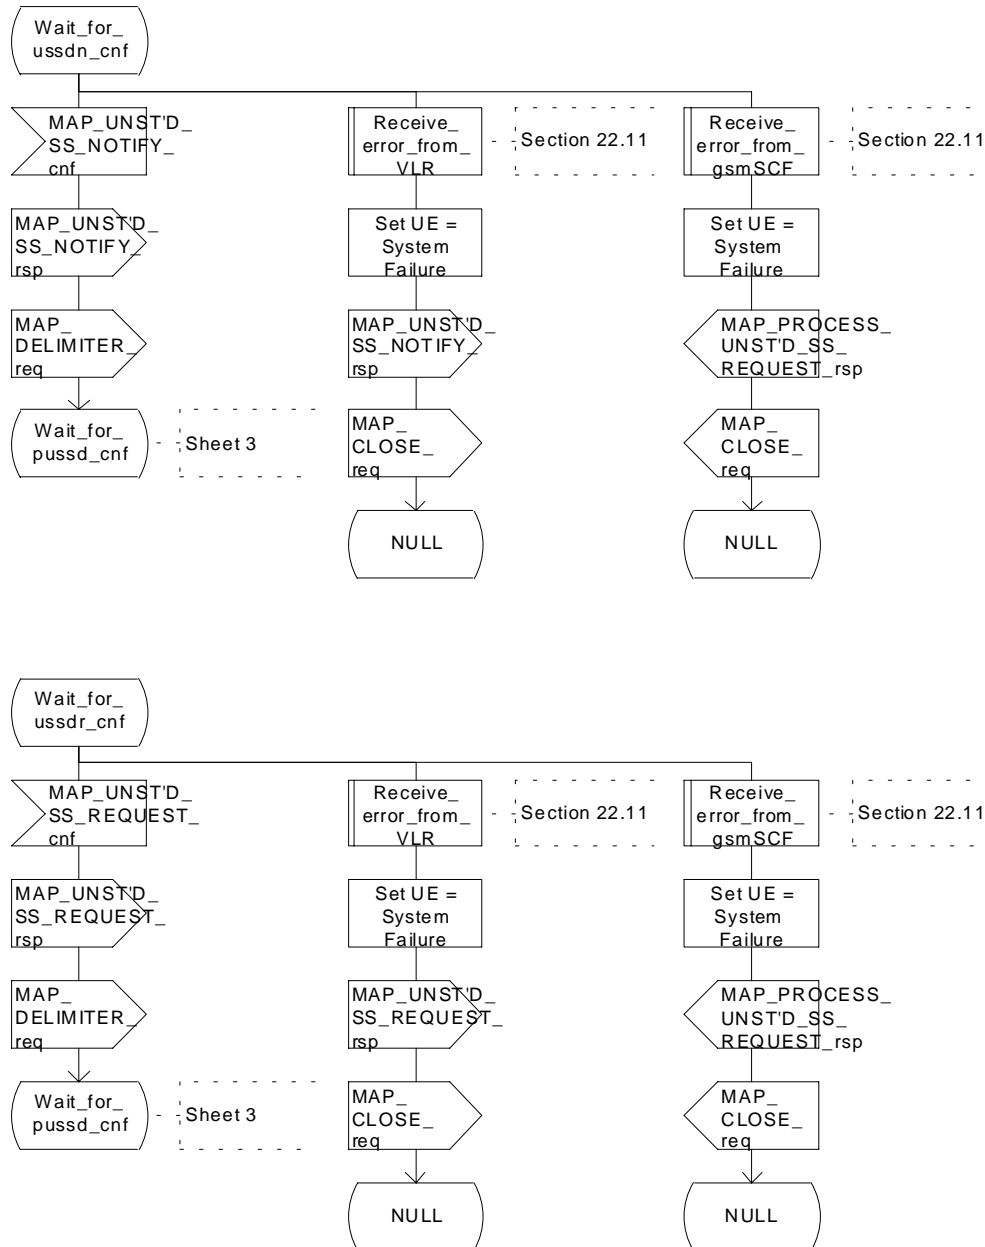 Wait_for_
ussdn_cnf
MAP_UNST'D_
SS_NOTIFY_
cnf
Receive_
error_from_
VLR
Section 22.11
Receive_
error_from_
gsmSCF
Section 22.11
MAP_UNST'D_
SS_NOTIFY_
rsp
Set UE =
System
Failure
Set UE =
System
Failure
MAP_
DELIMITER_
req
MAP_UNST'D_
SS_NOTIFY_
rsp
MAP_PROCESS_
UNST'D_SS_
REQUEST_rsp
Wait_for_
pussd_cnf
Sheet 3
MAP_
CLOSE_
req
MAP_
CLOSE_
req
NULL
NULL
Wait_for_
ussdr_cnf
MAP_UNST'D_
SS_REQUEST_
cnf
Receive_
error_from_
VLR
Section 22.11
Receive_
error_from_
gsmSCF
Section 22.11
MAP_UNST'D_
SS_REQUEST_
rsp
Set UE =
System
Failure
Set UE =
System
Failure
MAP_
DELIMITER_
req
MAP_UNST'D_
SS_REQUEST_
rsp
MAP_PROCESS_
UNST'D_SS_
REQUEST_rsp
Wait_for_
pussd_cnf
Sheet 3
MAP_
CLOSE_
req
MAP_
CLOSE_
req
NULL
NULL